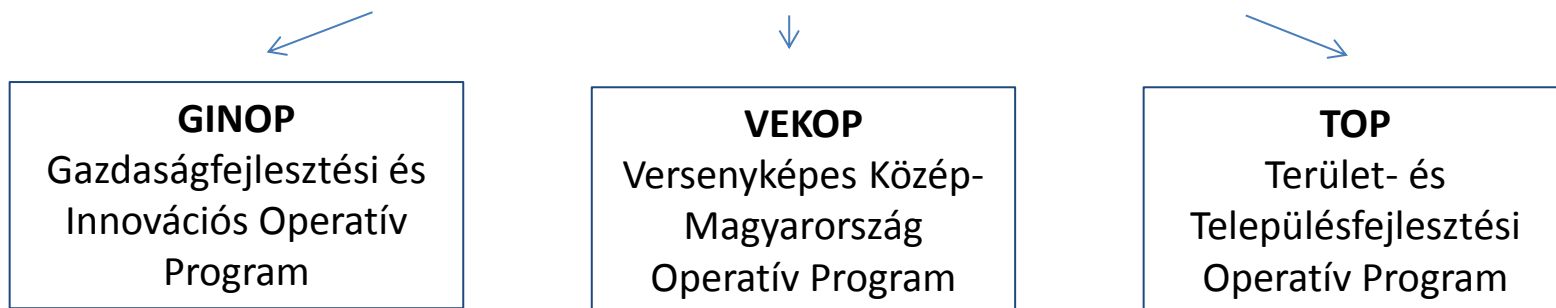 GINOP
Gazdaságfejlesztési és
Innovációs Operatív
Program
VEKOP
Versenyképes Közép-
Magyarország
Operatív Program
TOP
Terület- és
Településfejlesztési
Operatív Program